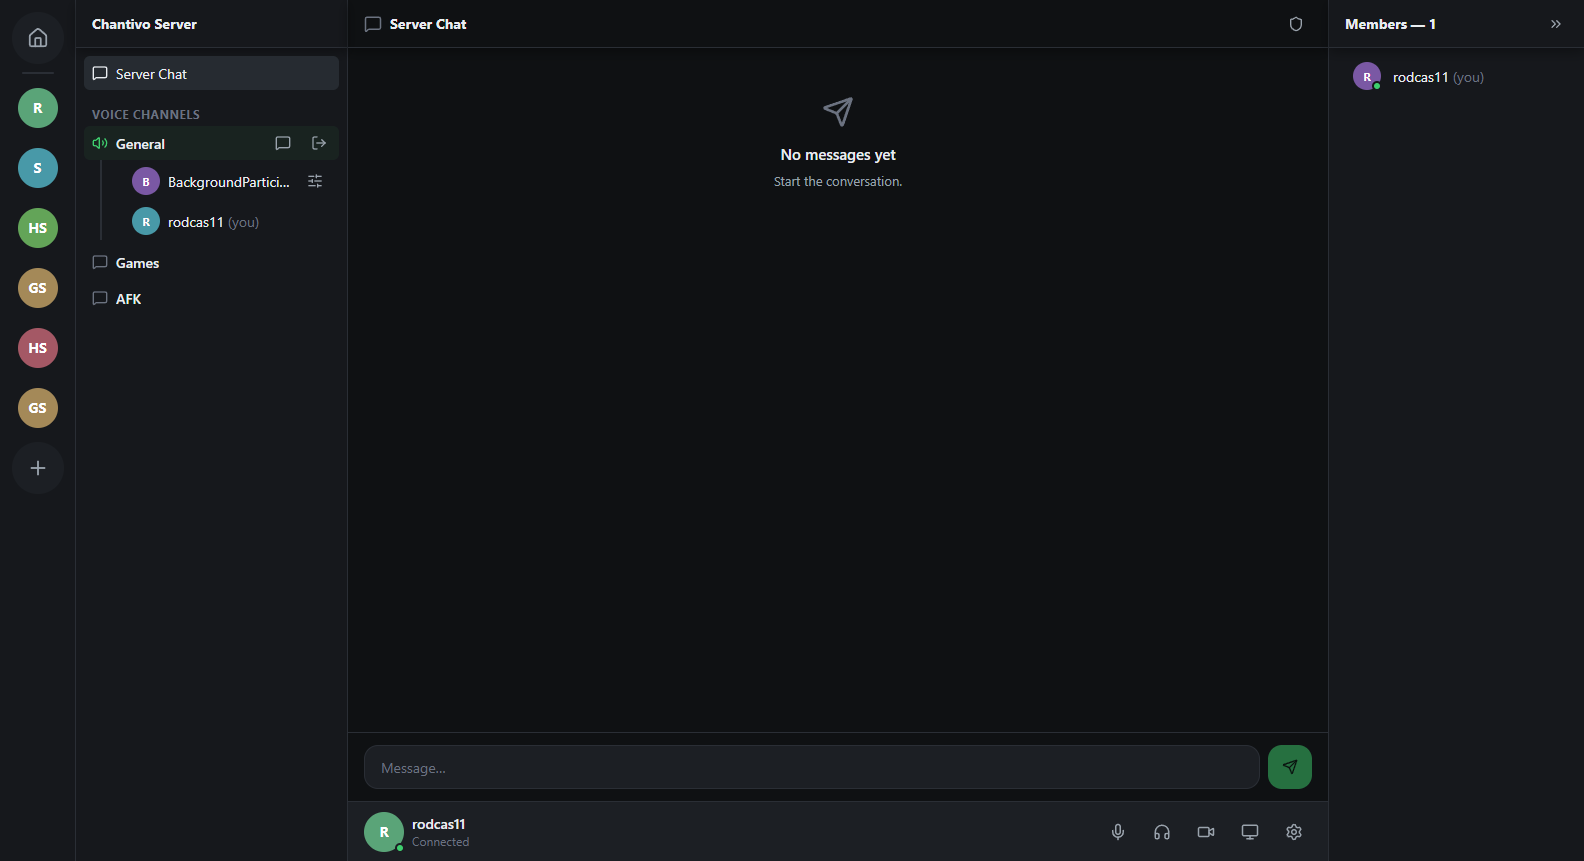 Chantivo Server
Server Chat
VOICE CHANNELS
General
B
BackgroundPartici...
R
rodcas11 (you)
Games
AFK
R
S
HS
GS
HS
GS
Server Chat
No messages yet
Start the conversation.
Message...
R
rodcas11
Connected
Members — 1
R
rodcas11 (you)